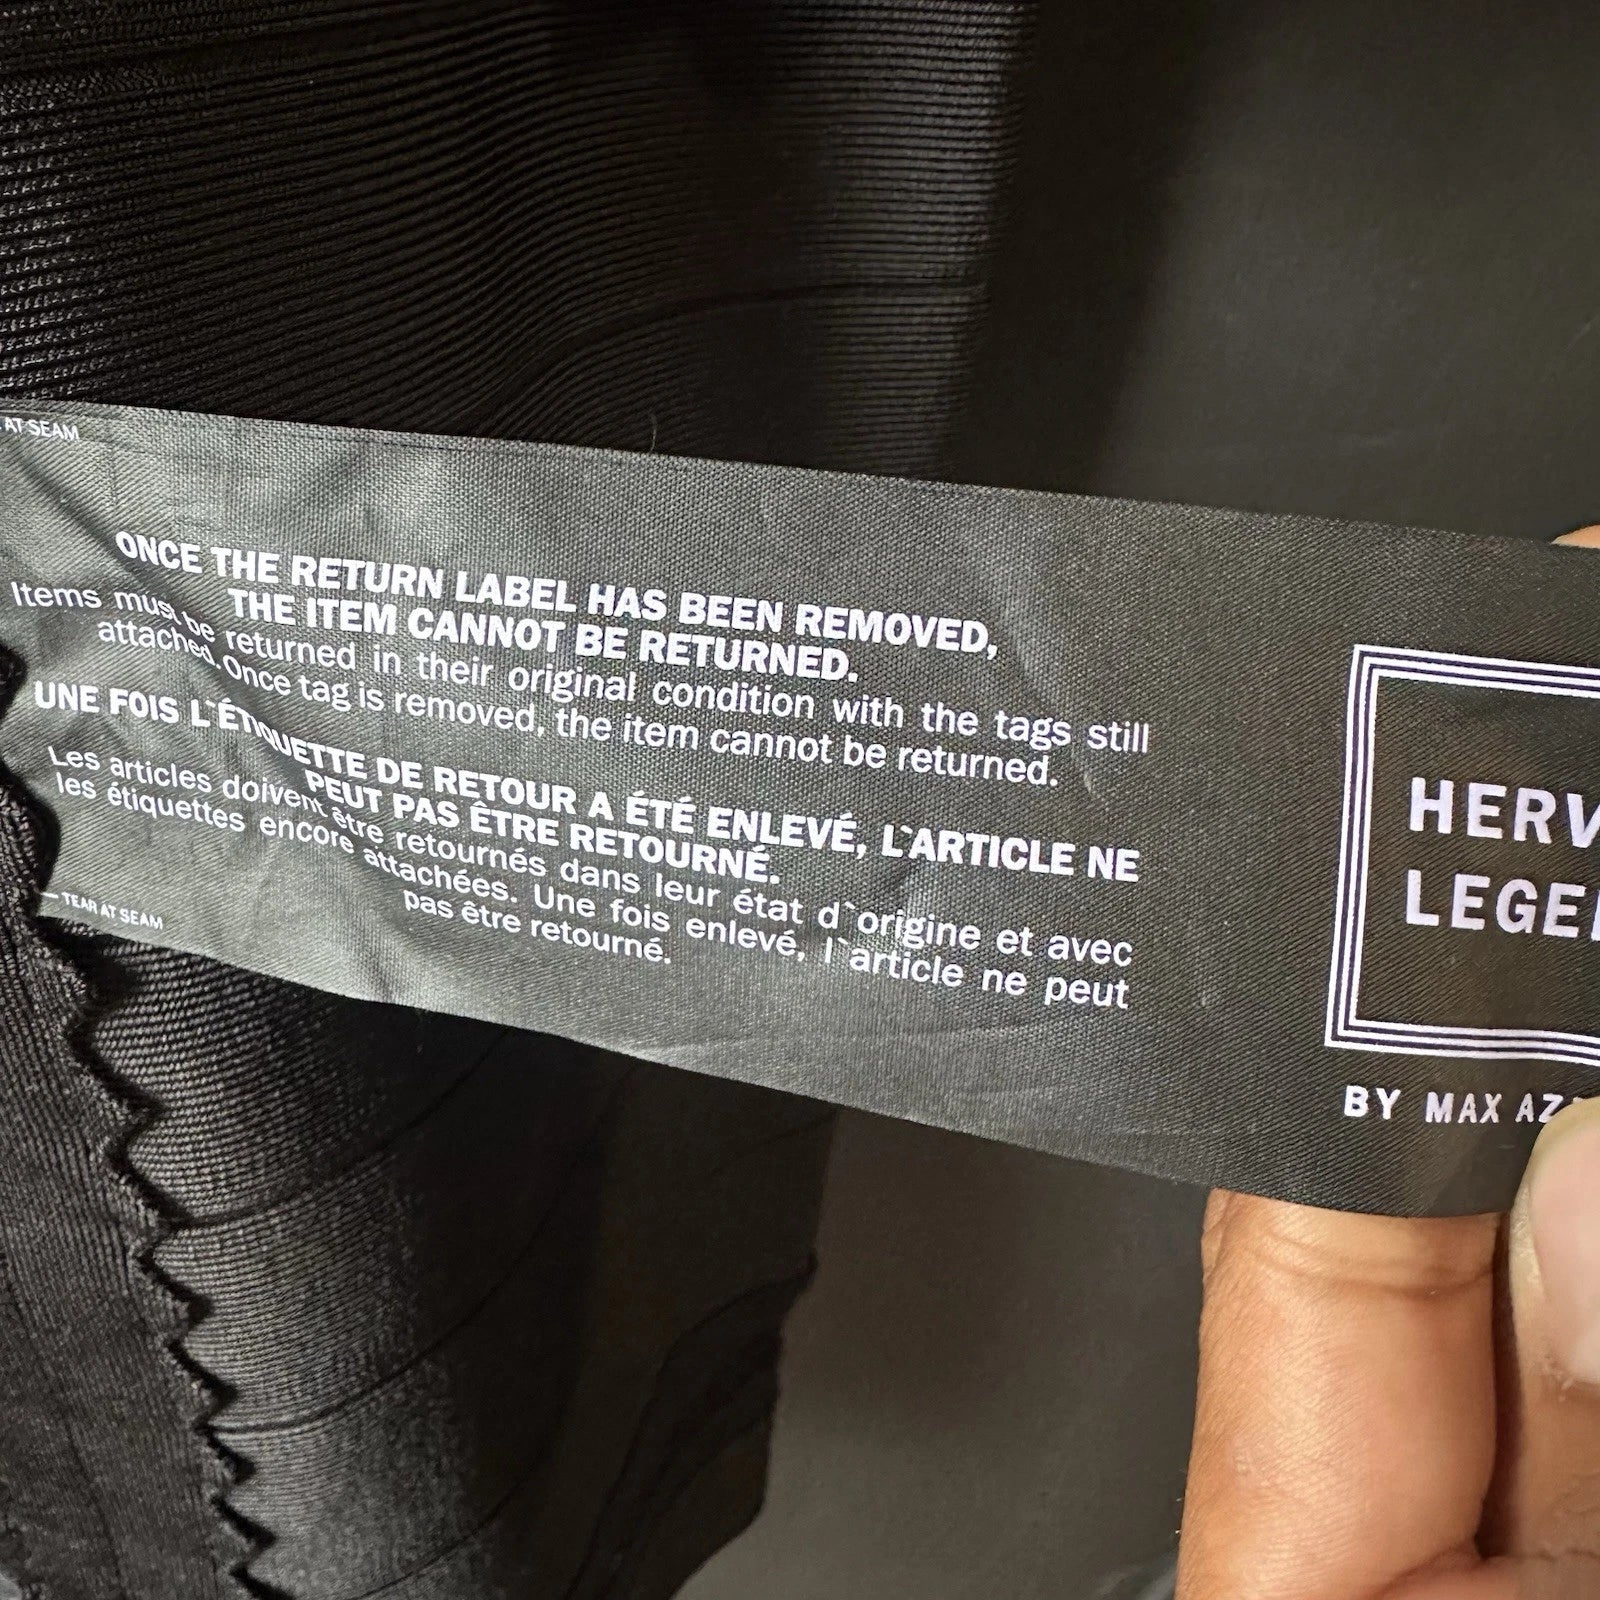 AT SEAM
ONCE THE RETURN LABEL HAS BEEN REMOVED,
THE ITEM CANNOT BE RETURNED.
Items must be returned in their original condition with the tags still
attached. Once tag is removed, the item cannot be returned.
UNE FOIS L`ÉTIQUETTE DE RETOUR A ÉTÉ ENLEVÉ, L`ARTICLE NE
PEUT PAS ÊTRE RETOURNÉ.
Les articles doivent être retournés dans leur état d`origine et avec
les étiquettes encore attachées. Une fois enlevé, l`article ne peut
pas être retourné.
TEAR AT SEAM
HERV
LEGE
BY MAX AZ